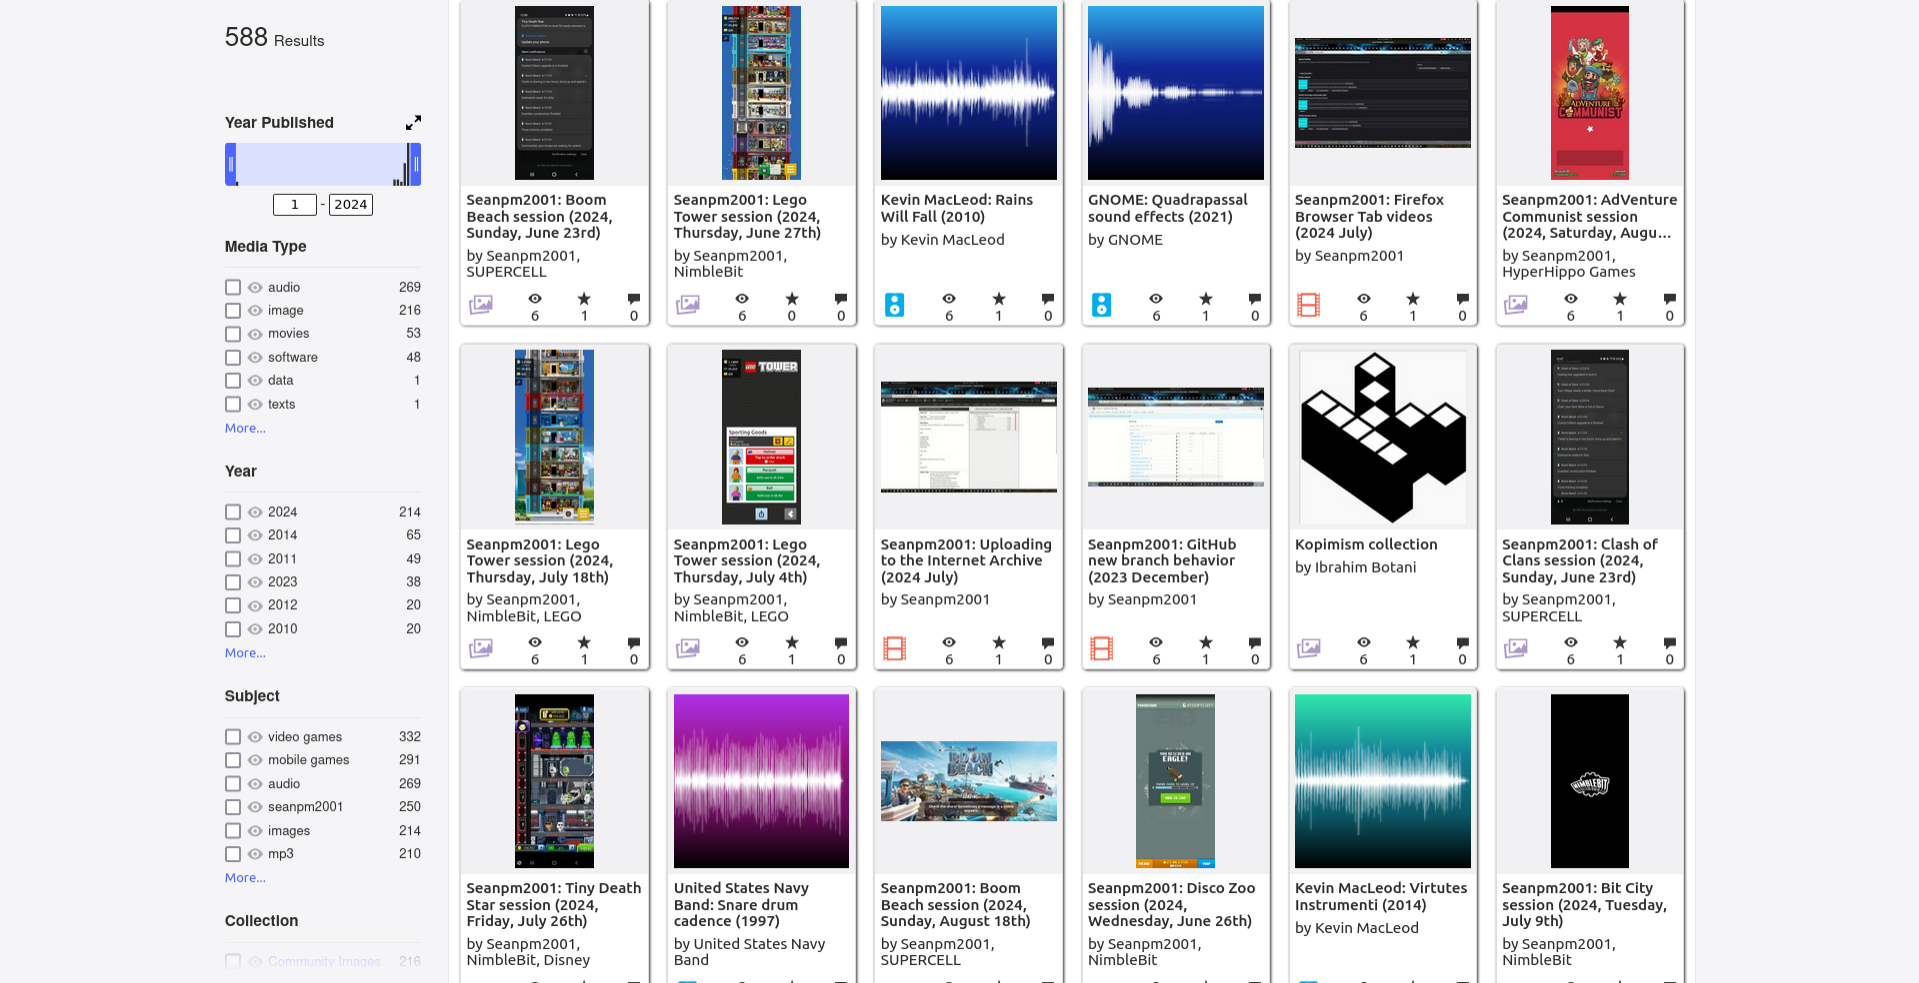 588 Results
Year Published
1 - 2024
Media Type
audio 269
image 216
movies 53
software 48
data 1
texts 1
More...
Year
2024 214
2014 65
2011 49
2023 38
2012 20
2010 20
More...
Subject
video games 332
mobile games 291
audio 269
seanpm2001 250
images 214
mp3 210
More...
Collection
Community Images 216
Seanpm2001: Boom
Beach session (2024,
Sunday, June 23rd)
by Seanpm2001,
SUPERCELL
6 1 0
Seanpm2001: Lego
Tower session (2024,
Thursday, June 27th)
by Seanpm2001,
NimbleBit
6 0 0
Kevin MacLeod: Rains
Will Fall (2010)
by Kevin MacLeod
6 1 0
GNOME: Quadrapassal
sound effects (2021)
by GNOME
6 1 0
Seanpm2001: Firefox
Browser Tab videos
(2024 July)
by Seanpm2001
6 1 0
ADVENTURE
COMMUNIST
Seanpm2001: AdVenture
Communist session
(2024, Saturday, Augu...
by Seanpm2001,
HyperHippo Games
6 1 0
Seanpm2001: Lego
Tower session (2024,
Thursday, July 18th)
by Seanpm2001,
NimbleBit, LEGO
6 1 0
LEGO TOWER
Sporting Goods
Seanpm2001: Lego
Tower session (2024,
Thursday, July 4th)
by Seanpm2001,
NimbleBit, LEGO
6 1 0
Seanpm2001: Uploading
to the Internet Archive
(2024 July)
by Seanpm2001
6 1 0
Seanpm2001: GitHub
new branch behavior
(2023 December)
by Seanpm2001
6 1 0
Kopimism collection
by Ibrahim Botani
6 1 0
Seanpm2001: Clash of
Clans session (2024,
Sunday, June 23rd)
by Seanpm2001,
SUPERCELL
6 1 0
Seanpm2001: Tiny Death
Star session (2024,
Friday, July 26th)
by Seanpm2001,
NimbleBit, Disney
United States Navy
Band: Snare drum
cadence (1997)
by United States Navy
Band
BOOM
BEACH
Seanpm2001: Boom
Beach session (2024,
Sunday, August 18th)
by Seanpm2001,
SUPERCELL
EAGLE!
Seanpm2001: Disco Zoo
session (2024,
Wednesday, June 26th)
by Seanpm2001,
NimbleBit
Kevin MacLeod: Virtutes
Instrumenti (2014)
by Kevin MacLeod
NIMBLEBIT
Seanpm2001: Bit City
session (2024, Tuesday,
July 9th)
by Seanpm2001,
NimbleBit